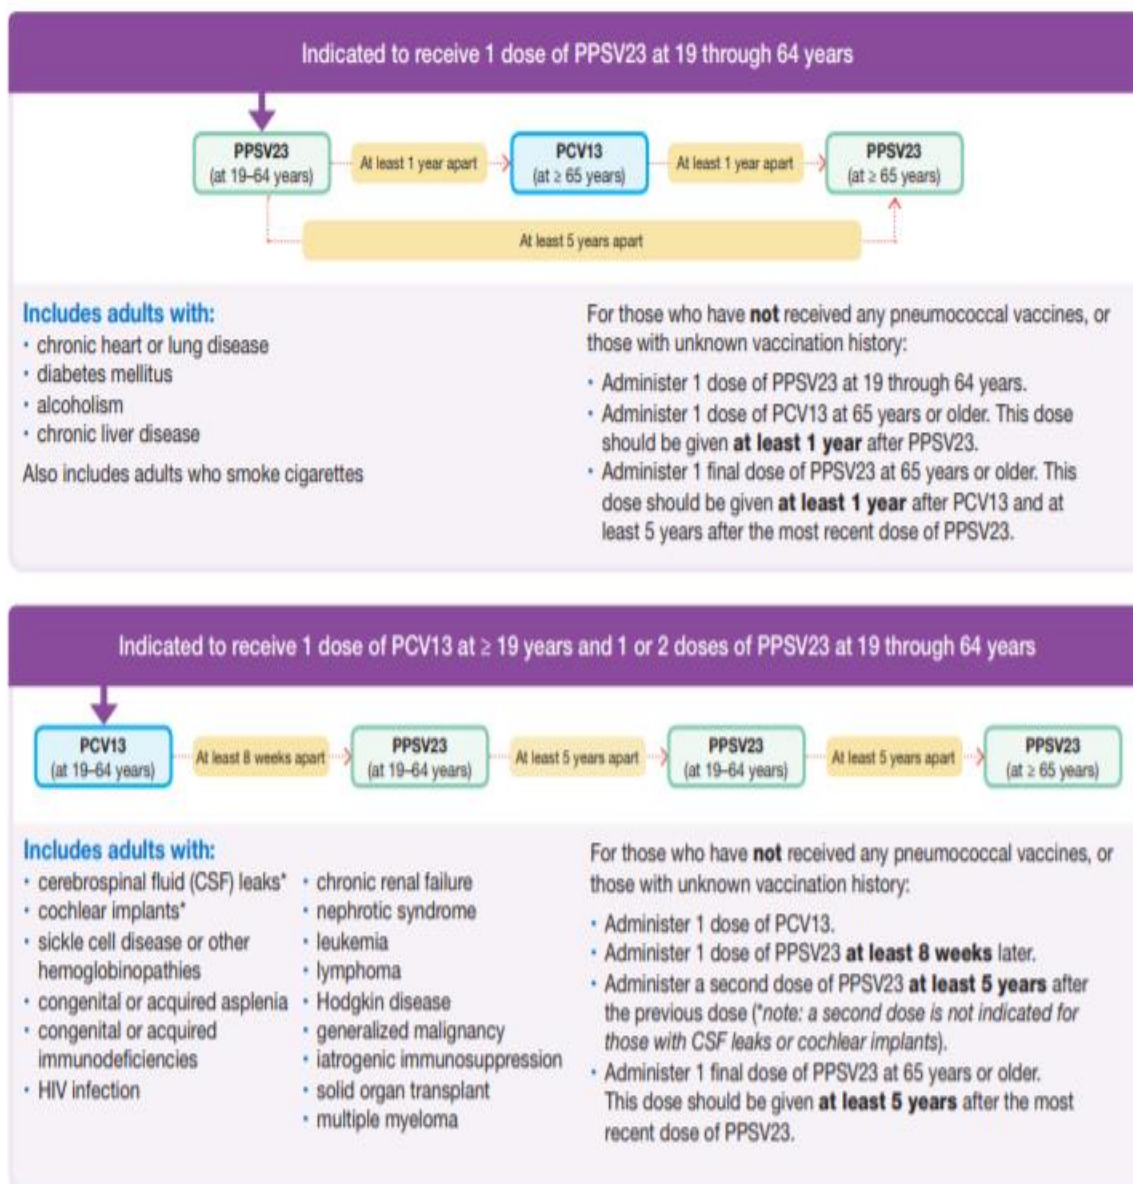 Indicated to receive 1 dose of PPSV23 at 19 through 64 years
PPSV23
(at 19–64 years)
At least 1 year apart
PCV13
(at ≥ 65 years)
At least 1 year apart
PPSV23
(at ≥ 65 years)
At least 5 years apart
Includes adults with:
• chronic heart or lung disease
• diabetes mellitus
• alcoholism
• chronic liver disease
Also includes adults who smoke cigarettes
For those who have not received any pneumococcal vaccines, or
those with unknown vaccination history:
• Administer 1 dose of PPSV23 at 19 through 64 years.
• Administer 1 dose of PCV13 at 65 years or older. This dose
should be given at least 1 year after PPSV23.
• Administer 1 final dose of PPSV23 at 65 years or older. This
dose should be given at least 1 year after PCV13 and at
least 5 years after the most recent dose of PPSV23.
Indicated to receive 1 dose of PCV13 at ≥ 19 years and 1 or 2 doses of PPSV23 at 19 through 64 years
PCV13
(at 19–64 years)
At least 8 weeks apart
PPSV23
(at 19–64 years)
At least 5 years apart
PPSV23
(at 19–64 years)
At least 5 years apart
PPSV23
(at ≥ 65 years)
Includes adults with:
• cerebrospinal fluid (CSF) leaks*
• cochlear implants*
• sickle cell disease or other
hemoglobinopathies
• congenital or acquired asplenia
• congenital or acquired
immunodeficiencies
• HIV infection
• chronic renal failure
• nephrotic syndrome
• leukemia
• lymphoma
• Hodgkin disease
• generalized malignancy
• iatrogenic immunosuppression
• solid organ transplant
• multiple myeloma
For those who have not received any pneumococcal vaccines, or
those with unknown vaccination history:
• Administer 1 dose of PCV13.
• Administer 1 dose of PPSV23 at least 8 weeks later.
• Administer a second dose of PPSV23 at least 5 years after
the previous dose (*note: a second dose is not indicated for
those with CSF leaks or cochlear implants).
• Administer 1 final dose of PPSV23 at 65 years or older.
This dose should be given at least 5 years after the most
recent dose of PPSV23.